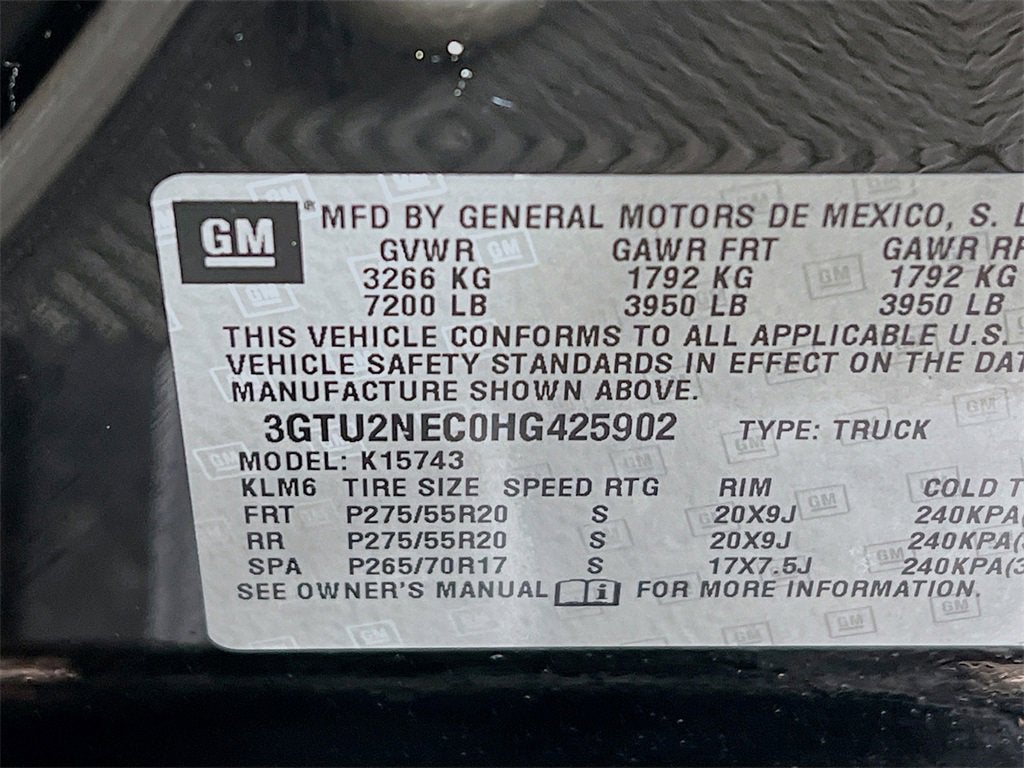 GM ® MFD BY GENERAL MOTORS DE MEXICO, S.
GVWR GAWR FRT GAWR
3266 KG 1792 KG 1792 KG
7200 LB 3950 LB 3950 LB
THIS VEHICLE CONFORMS TO ALL APPLICABLE U.S.
VEHICLE SAFETY STANDARDS IN EFFECT ON THE
MANUFACTURE SHOWN ABOVE.
3GTU2NEC0HG425902 TYPE: TRUCK
MODEL: K15743
KLM6 TIRE SIZE SPEED RTG RIM COLD
FRT P275/55R20 S 20X9J 240KPA(
RR P275/55R20 S 20X9J 240KPA(
SPA P265/70R17 S 17X7.5J 240KPA(3
SEE OWNER'S MANUAL i FOR MORE INFORMATION.